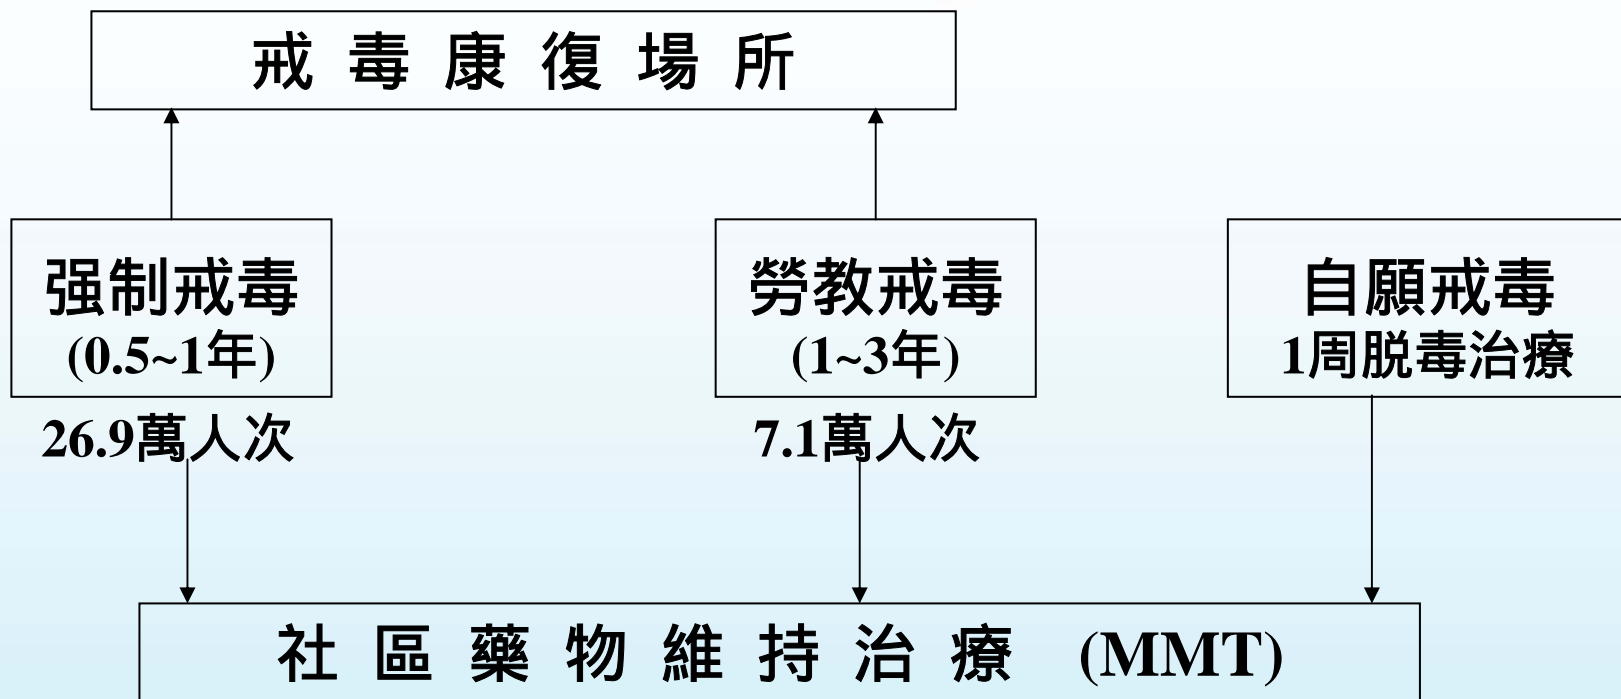 戒毒康復場所
强制戒毒
(0.5~1年)
26.9萬人次
勞教戒毒
(1~3年)
7.1萬人次
自願戒毒
1周脱毒治療
社區藥物維持治療 (MMT)